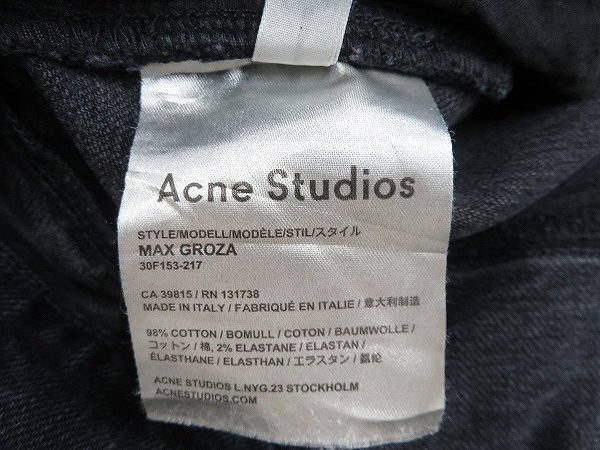 Acne Studios
STYLE/MODELL/MODÈLE/STIL/スタイル
MAX GROZA
30F153-217
CA 39815 / RN 131738
MADE IN ITALY / FABRIQUÉ EN ITALIE / 意大利制造
98% COTTON / BOMULL / COTON / BAUMWOLLE /
コットン / 棉, 2% ELASTANE / ELASTAN /
ÉLASTHANE / ELASTHAN / エラスタン / 氨纶
ACNE STUDIOS L.NYG.23 STOCKHOLM
ACNESTUDIOS.COM